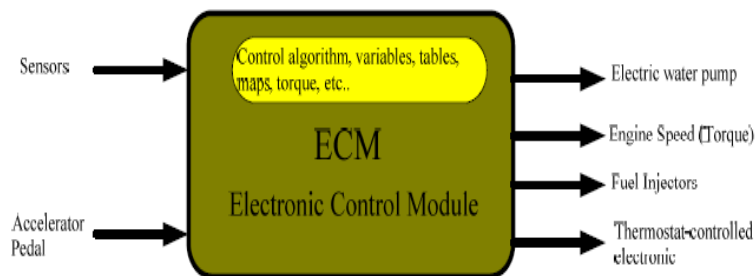 Sensors
Accelerator
Pedal
Control algorithm, variables, tables,
maps, torque, etc..
ECM
Electronic Control Module
Electric water pump
Engine Speed (Torque)
Fuel Injectors
Thermostat-controlled
electronic